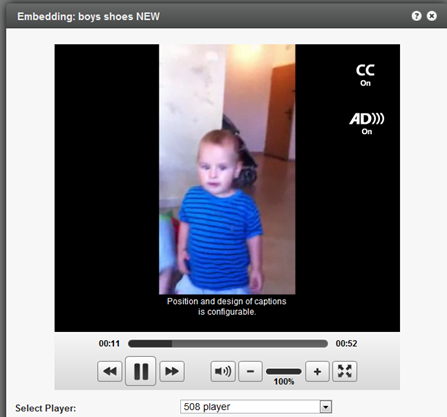 Embedding: boys shoes NEW
CC
On
AD
On
Position and design of captions
is configurable.
00:11
00:52
100%
Select Player:
508 player